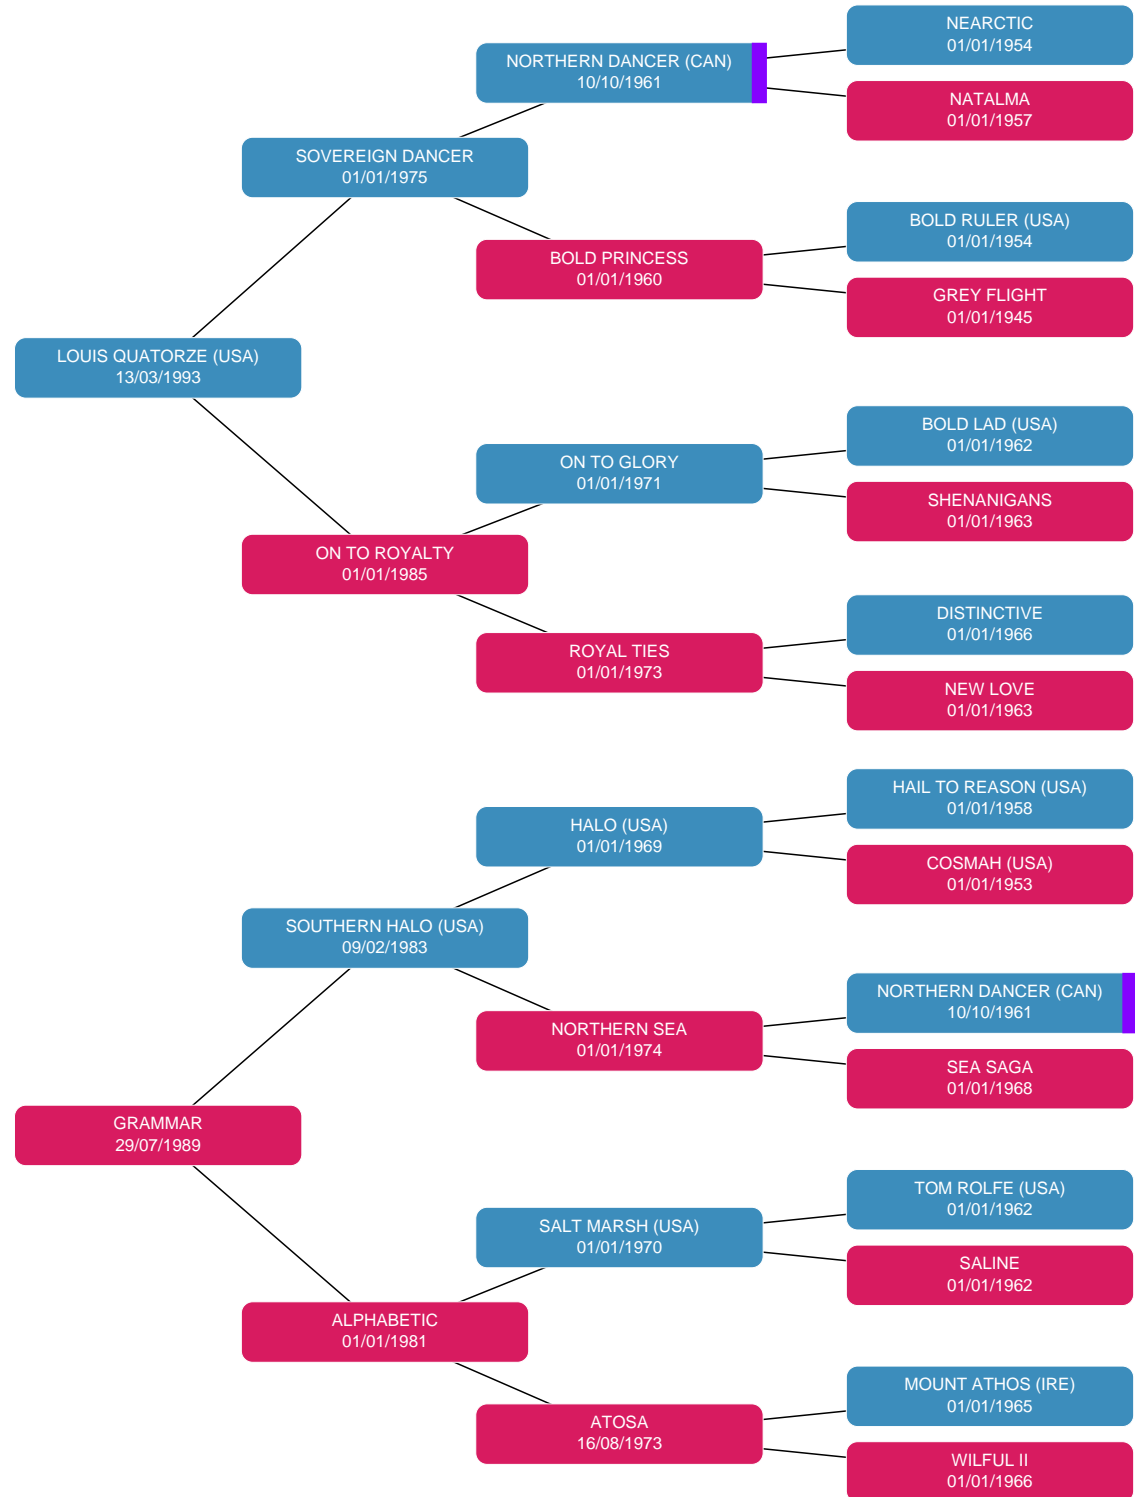 NEARCTIC
01/01/1954
NORTHERN DANCER (CAN)
10/10/1961
NATALMA
01/01/1957
SOVEREIGN DANCER
01/01/1975
BOLD RULER (USA)
01/01/1954
BOLD PRINCESS
01/01/1960
GREY FLIGHT
01/01/1945
LOUIS QUATORZE (USA)
13/03/1993
BOLD LAD (USA)
01/01/1962
ON TO GLORY
01/01/1971
SHENANIGANS
01/01/1963
ON TO ROYALTY
01/01/1985
DISTINCTIVE
01/01/1966
ROYAL TIES
01/01/1973
NEW LOVE
01/01/1963
HAIL TO REASON (USA)
01/01/1958
HALO (USA)
01/01/1969
COSMAH (USA)
01/01/1953
SOUTHERN HALO (USA)
09/02/1983
NORTHERN DANCER (CAN)
10/10/1961
NORTHERN SEA
01/01/1974
SEA SAGA
01/01/1968
GRAMMAR
29/07/1989
TOM ROLFE (USA)
01/01/1962
SALT MARSH (USA)
01/01/1970
SALINE
01/01/1962
ALPHABETIC
01/01/1981
MOUNT ATHOS (IRE)
01/01/1965
ATOSA
16/08/1973
WILFUL II
01/01/1966